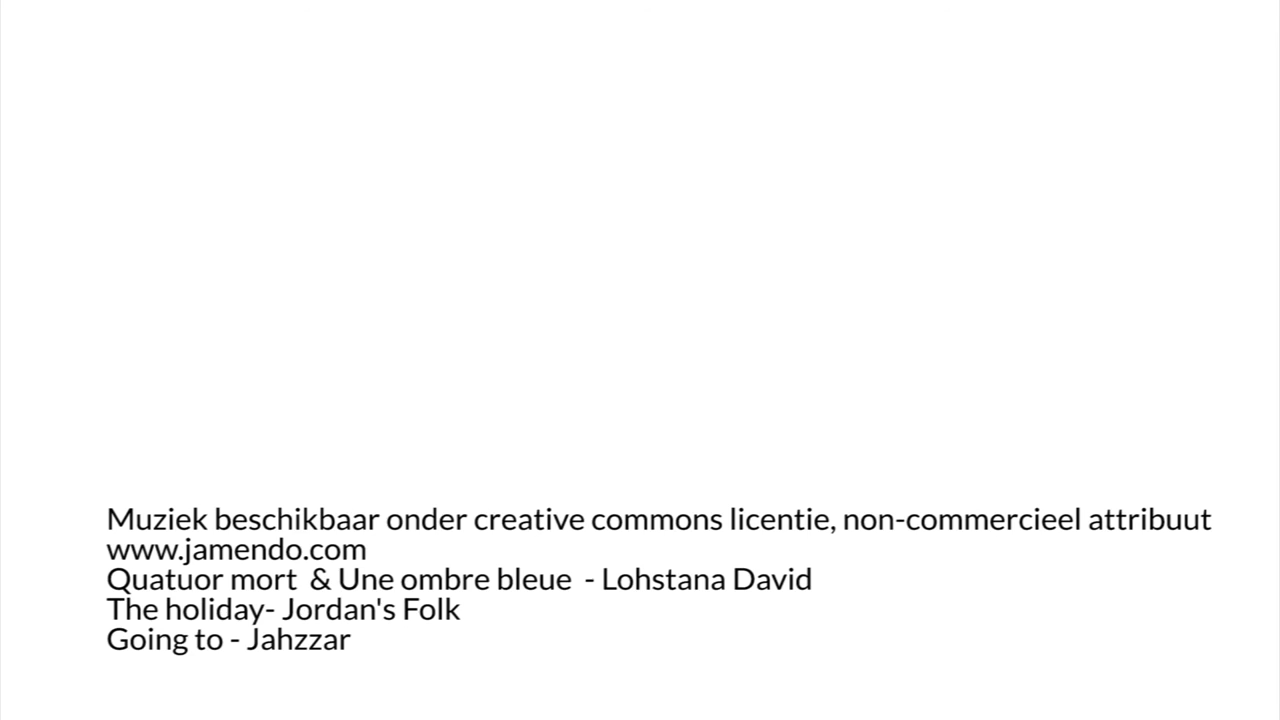 Muziek beschikbaar onder creative commons licentie, non-commercieel attribuut
www.jamendo.com
Quatuor mort  & Une ombre bleue  - Lohstana David
The holiday- Jordan's Folk
Going to - Jahzzar